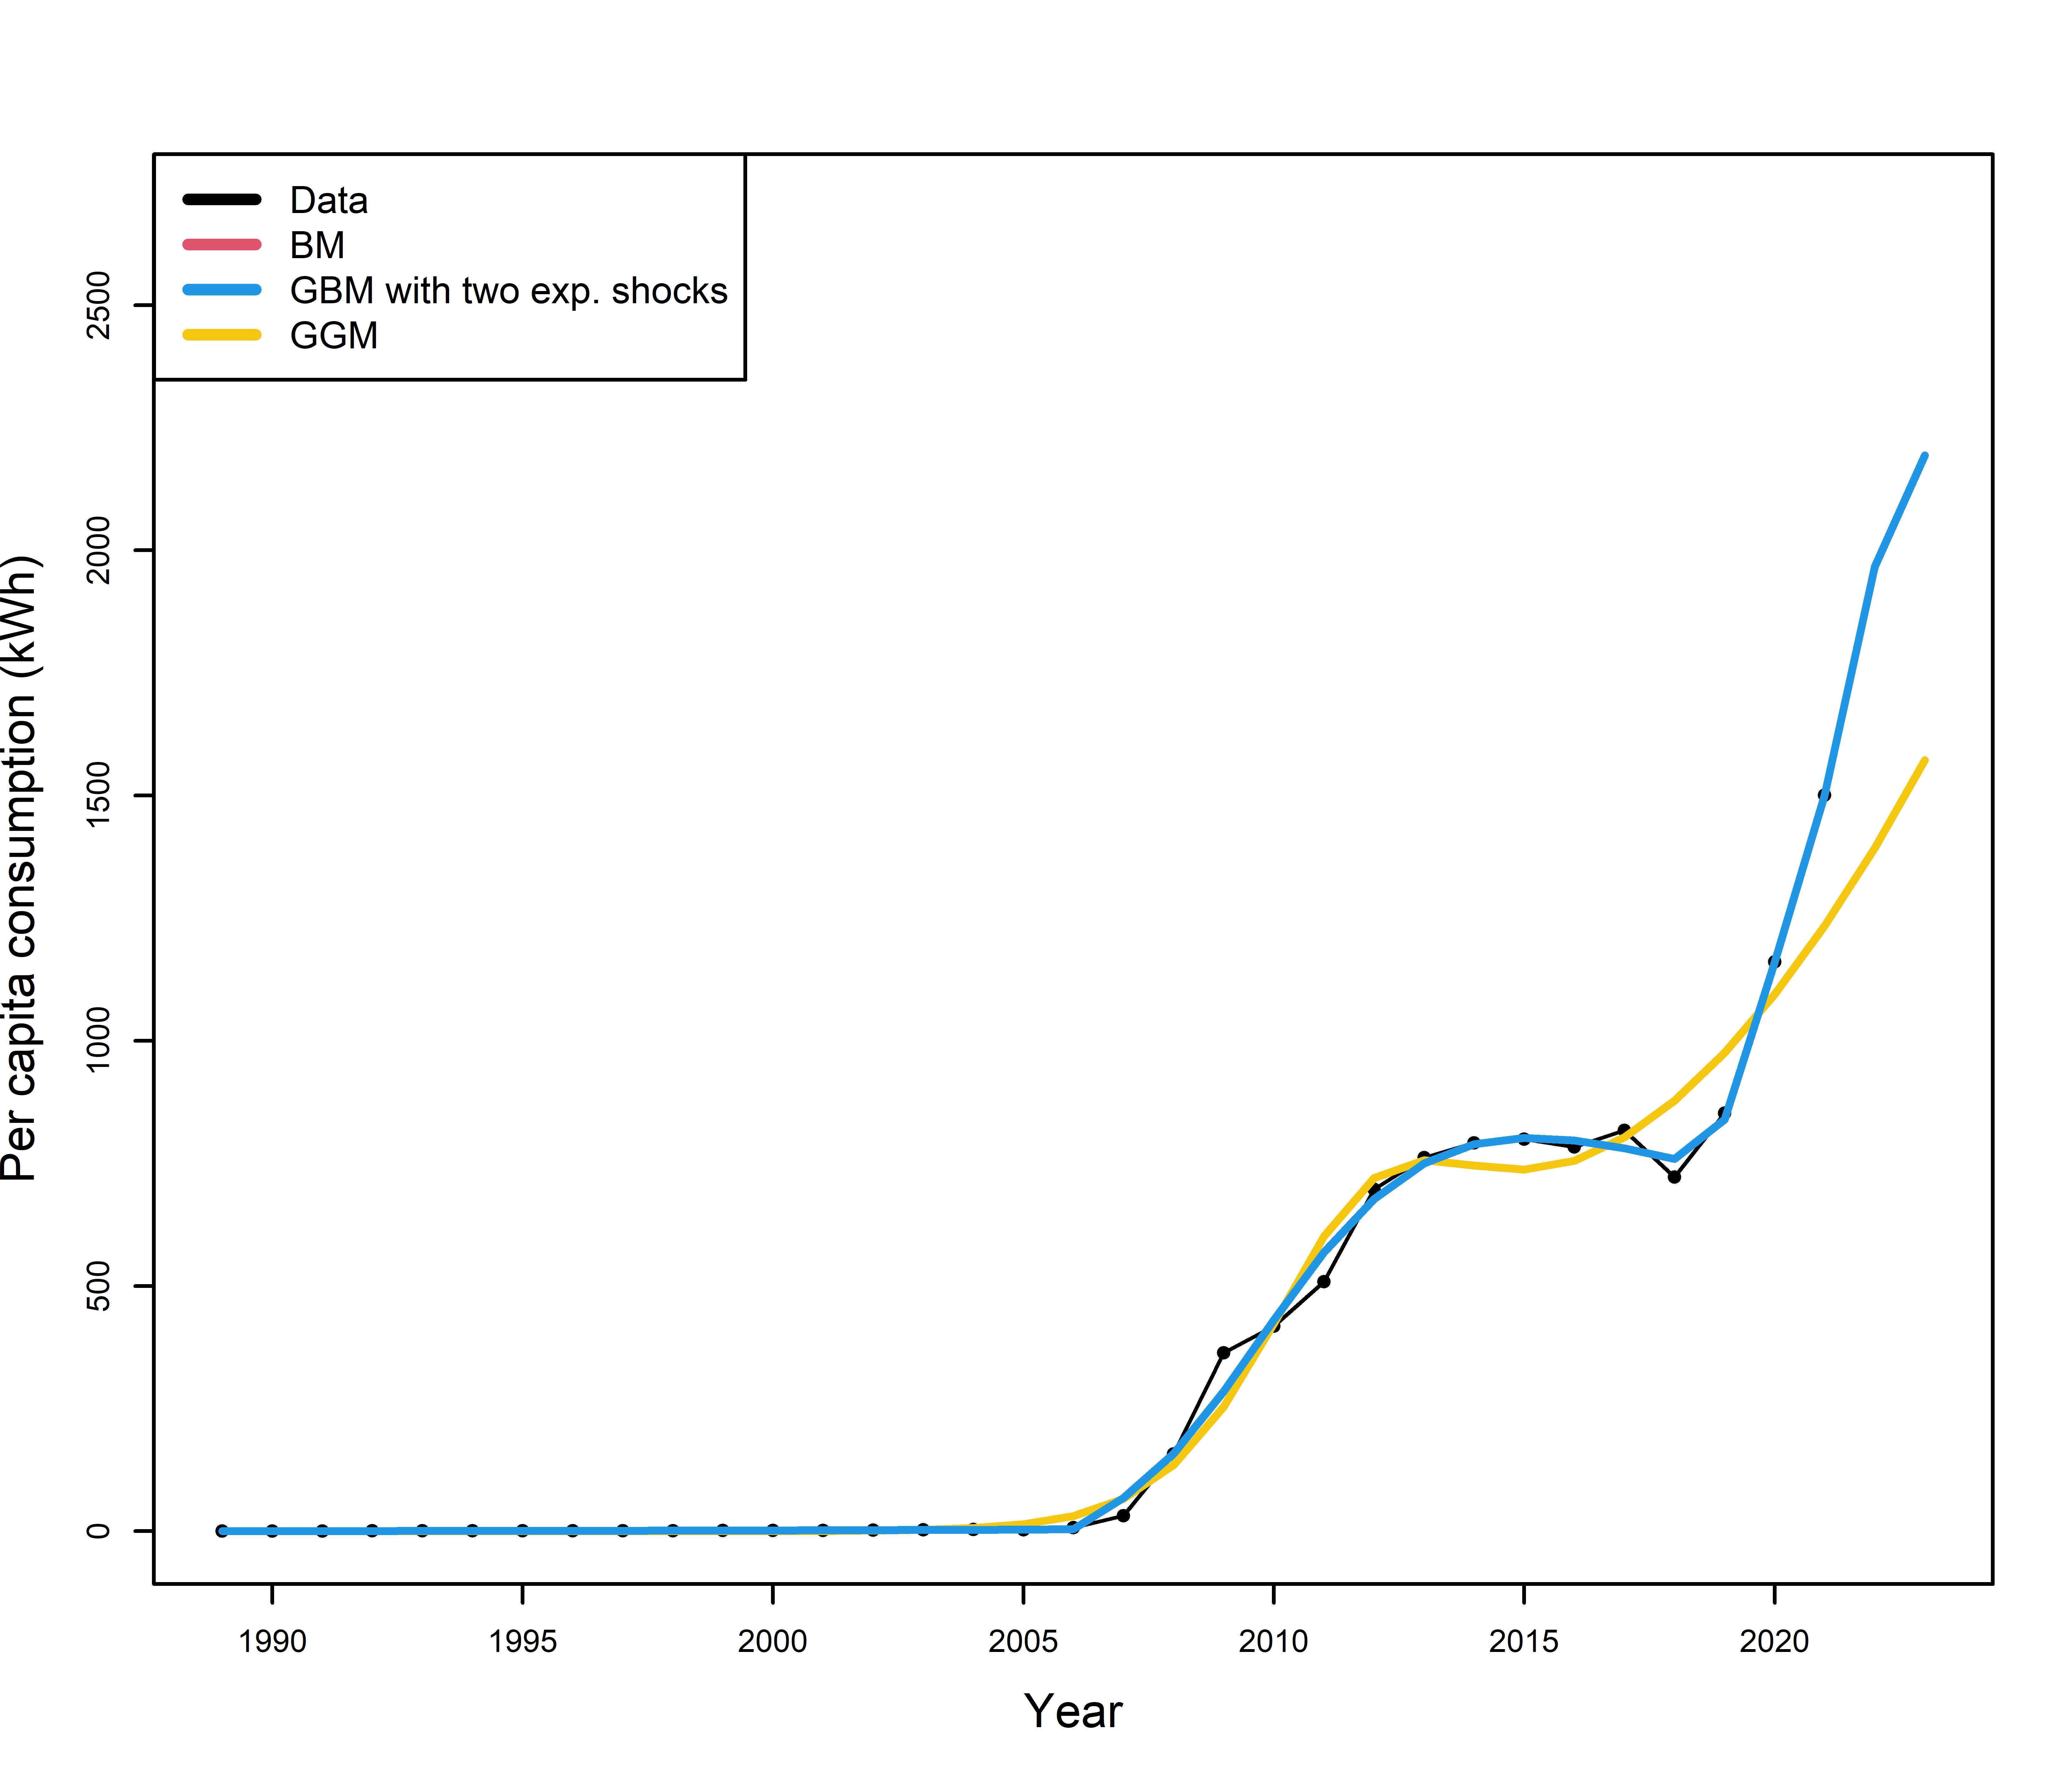 Data
BM
GBM with two exp. shocks
GGM
Per capita consumption (kWh)
2500
2000
1500
1000
500
0
1990 1995 2000 2005 2010 2015 2020
Year